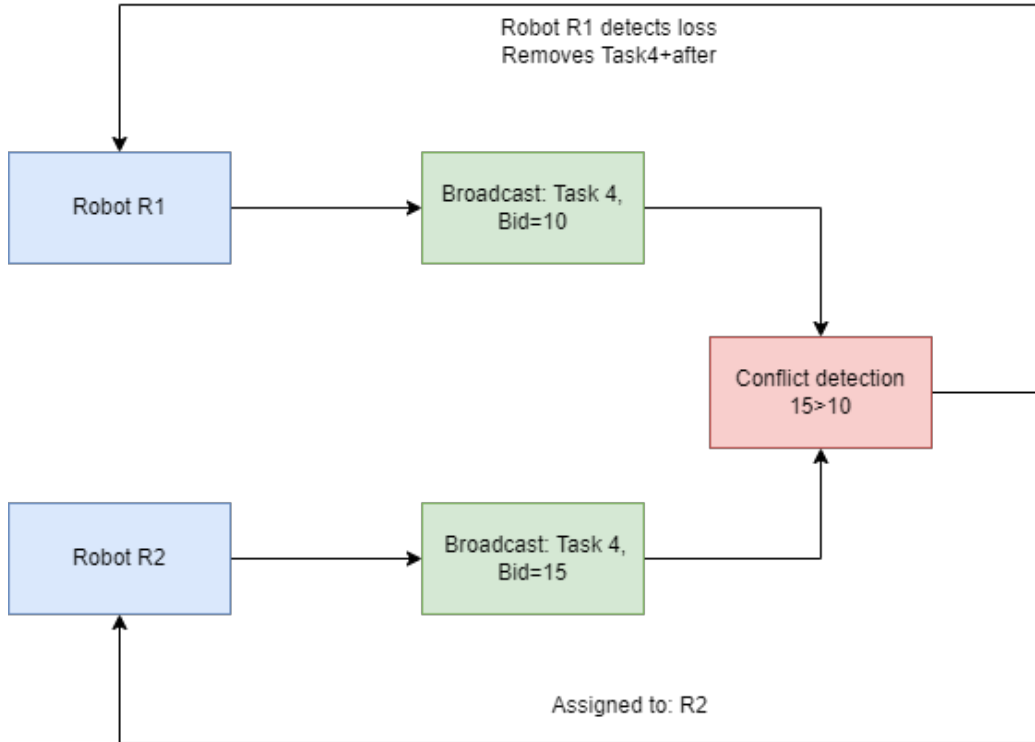 Robot R1 detects loss
Removes Task4+after
Robot R1
Broadcast: Task 4,
Bid=10
Conflict detection
15>10
Robot R2
Broadcast: Task 4,
Bid=15
Assigned to: R2